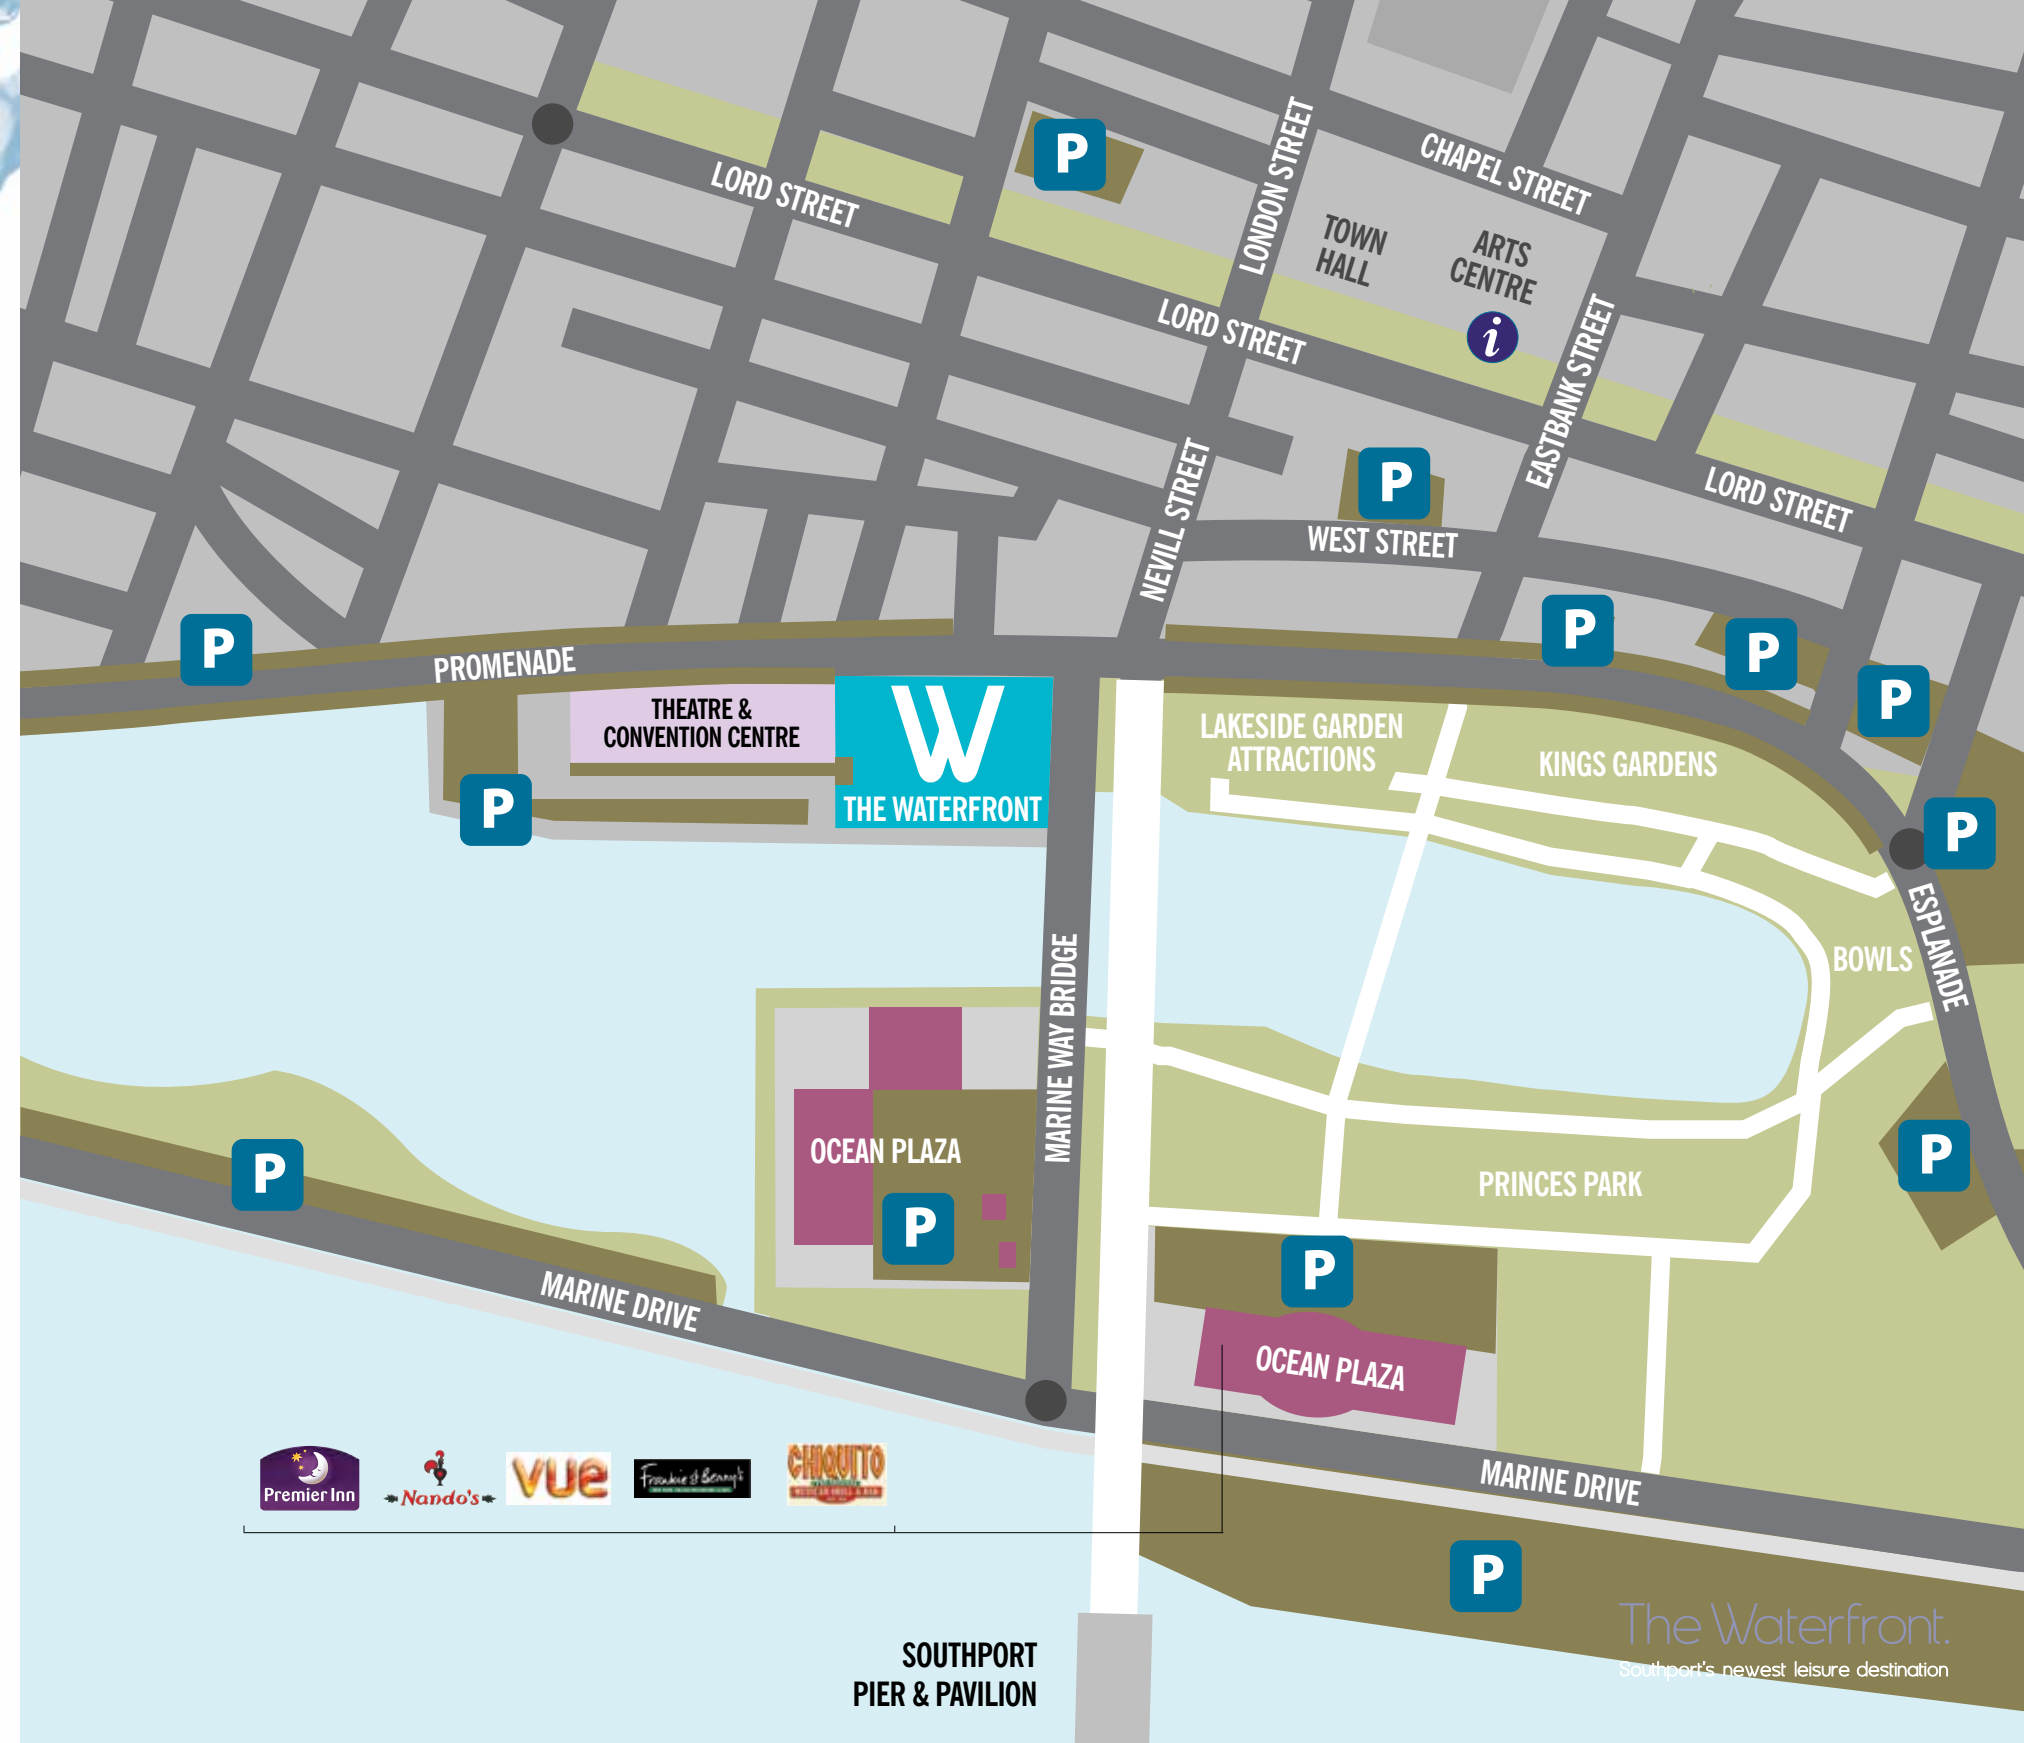 P
LORD STREET
LONDON STREET
CHAPEL STREET
TOWN
HALL
ARTS
CENTRE
i
LORD STREET
EASTBANK STREET
P
LORD STREET
NEVILL STREET
WEST STREET
P
P
P
P
PROMENADE
THEATRE &
CONVENTION CENTRE
W
THE WATERFRONT
LAKESIDE GARDEN
ATTRACTIONS
KINGS GARDENS
P
P
ESPLANADE
BOWLS
MARINE WAY BRIDGE
OCEAN PLAZA
P
P
PRINCES PARK
P
P
MARINE DRIVE
OCEAN PLAZA
Premier Inn
Nando's
VUE
Frankie & Benny's
CHIQUITO
MARINE DRIVE
P
The Waterfront.
Southport's newest leisure destination
SOUTHPORT
PIER & PAVILION